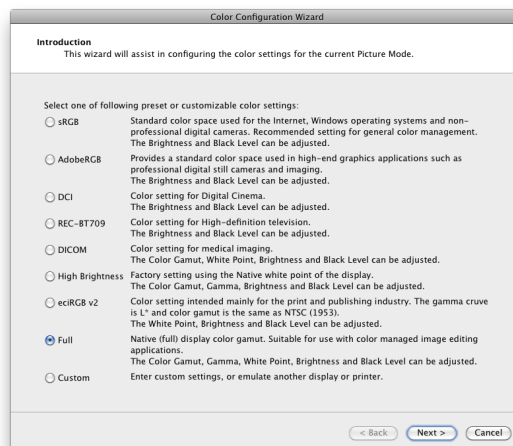 Color Configuration Wizard
Introduction
This wizard will assist in configuring the color settings for the current Picture Mode.
Select one of following preset or customizable color settings:
sRGB
Standard color space used for the Internet, Windows operating systems and non-
professional digital cameras. Recommended setting for general color management.
The Brightness and Black Level can be adjusted.
AdobeRGB
Provides a standard color space used in high-end graphics applications such as
professional digital still cameras and imaging.
The Brightness and Black Level can be adjusted.
DCI
Color setting for Digital Cinema.
The Brightness and Black Level can be adjusted.
REC-BT709
Color setting for High-definition television.
The Brightness and Black Level can be adjusted.
DICOM
Color setting for medical imaging.
The Color Gamut, White Point, Brightness and Black Level can be adjusted.
High Brightness
Factory setting using the Native white point of the display.
The Color Gamut, Gamma, Brightness and Black Level can be adjusted.
eciRGB v2
Color setting intended mainly for the print and publishing industry. The gamma cruve
is L* and color gamut is the same as NTSC (1953).
The White Point, Brightness and Black Level can be adjusted.
Full
Native (full) display color gamut. Suitable for use with color managed image editing
applications.
The Color Gamut, Gamma, White Point, Brightness and Black Level can be adjusted.
Custom
Enter custom settings, or emulate another display or printer.
< Back
Next >
Cancel